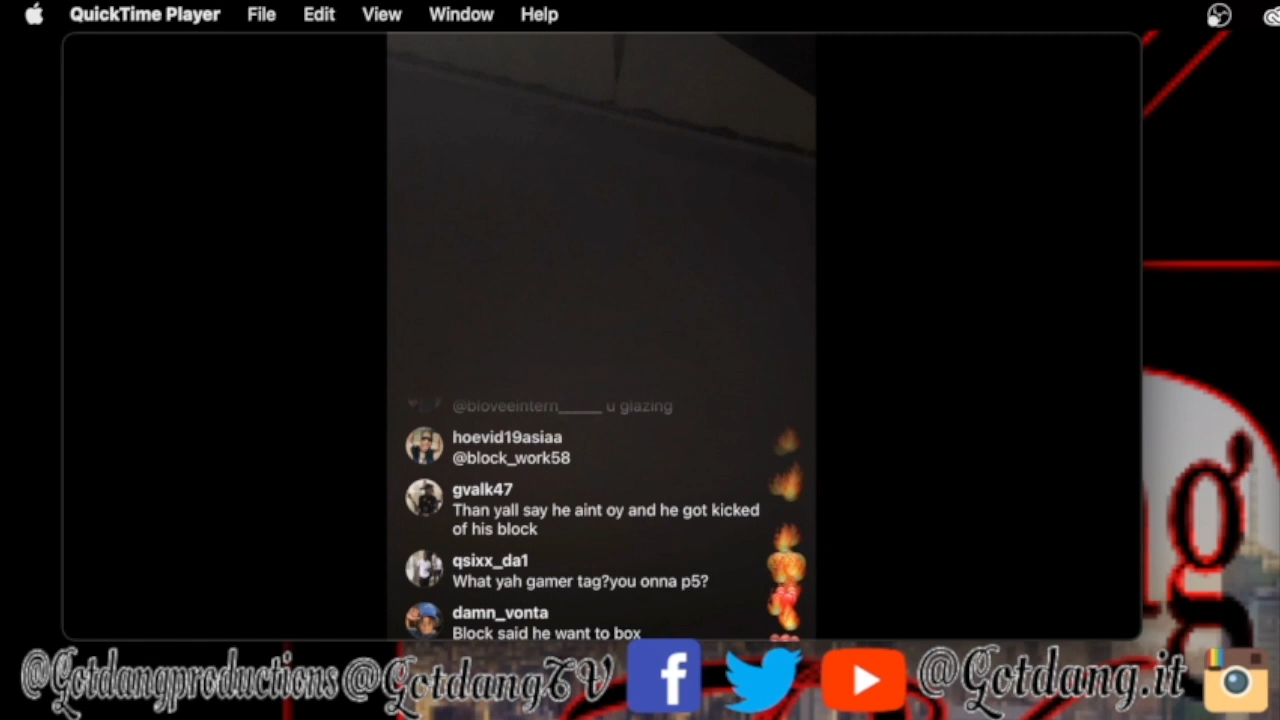 QuickTime Player File Edit View Window Help
@bloveeintern______ u glazing
hoevid19asiaa
@block_work58
gvalk47
Than yall say he aint oy and he got kicked
of his block
qsixx_da1
What yah gamer tag?you onna p5?
damn_vonta
Block said he want to box
g
@Gotdangproductions @GotdangTV f @Gotdang.it